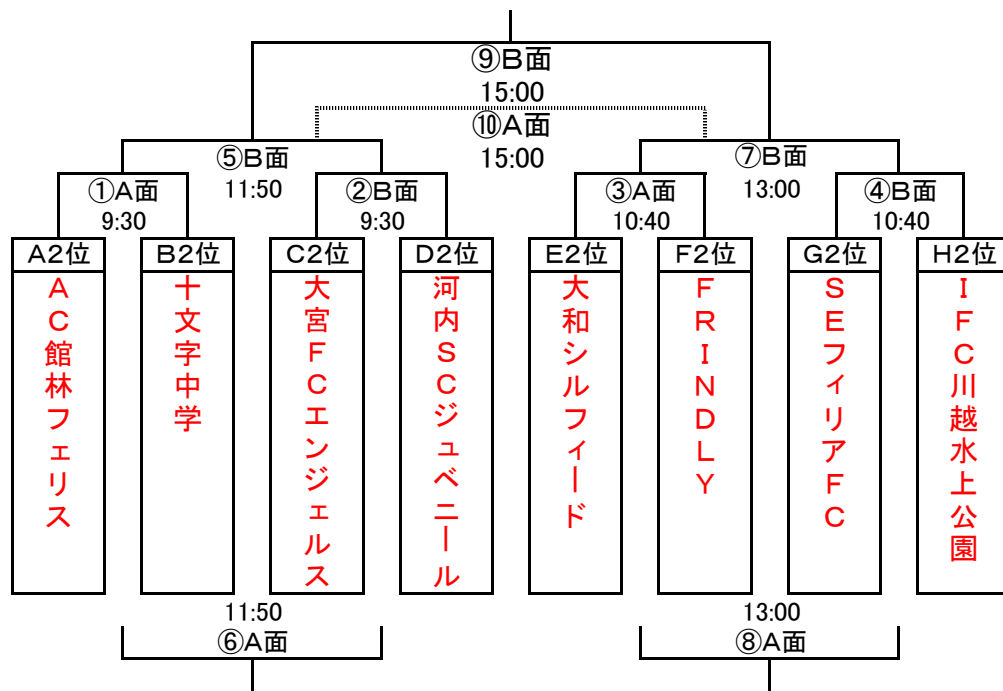 ⑨B面
15:00
⑩A面
15:00
⑤B面
11:50
⑦B面
13:00
①A面
9:30
②B面
9:30
③A面
10:40
④B面
10:40
A2位
B2位
C2位
D2位
E2位
F2位
G2位
H2位
AC館林フェリス
十文字中学
大宮FCエンジェルス
河内SCジュベニール
大和シルフィード
FRINDLY
SEフィリアFC
IFC川越水上公園
11:50
⑥A面
13:00
⑧A面